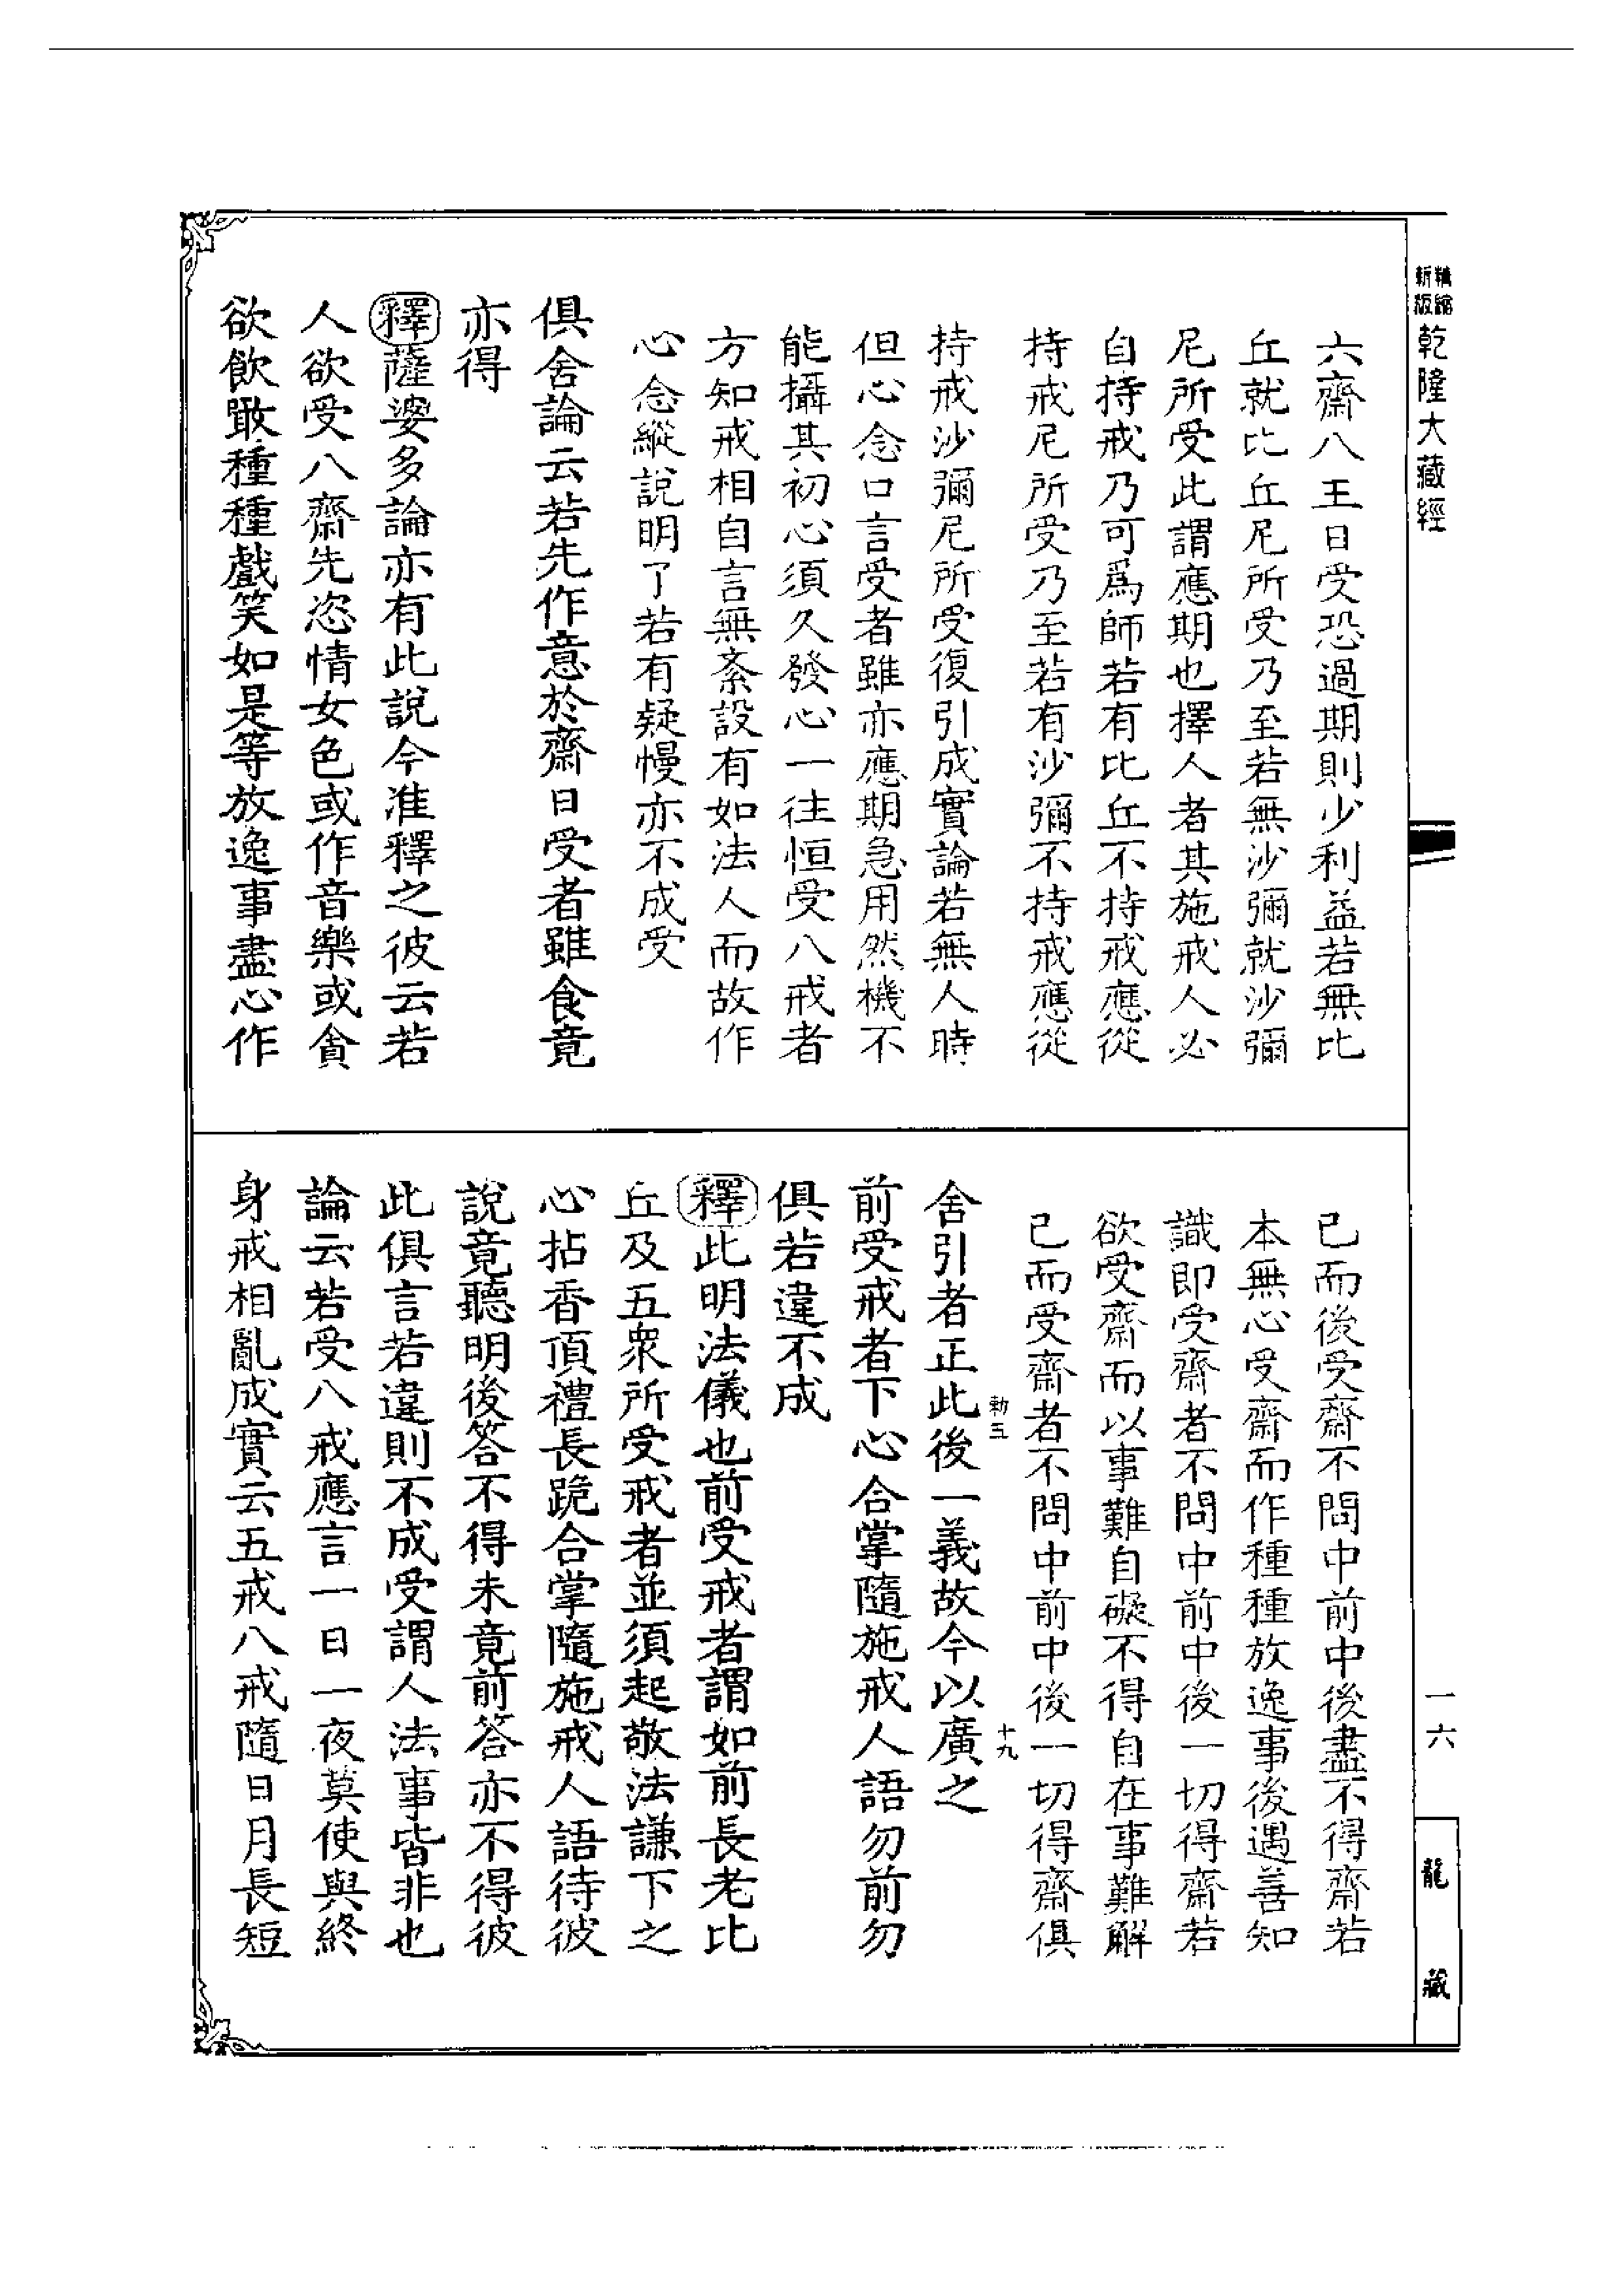 精縮
新版
乾隆大藏經
六齋八王日受恐過期則少利益若無比
丘就比丘尼所受乃至若無沙彌就沙彌
尼所受此謂應期也擇人者其施戒人必
自持戒乃可為師若有比丘不持戒應從
持戒尼所受乃至若有沙彌不持戒應從
持戒沙彌尼所受復引成實論若無人時
但心念口言受者雖亦應期急用然機不
能攝其初心須久發心一往恒受八戒者
方知戒相自言無紊設有如法人而故作
心念縱說明了若有疑慢亦不成受
俱舍論云若先作意於齋日受者雖食竟
亦得
釋薩婆多論亦有此說今准釋之彼云若
人欲受八齋先恣情女色或作音樂或貪
欲飲噉種種戲笑如是等放逸事盡心作
已而後受齋不問中前中後盡不得齋若
本無心受齋而作種種放逸事後遇善知
識即受齋者不問中前中後一切得齋若
欲受齋而以事難自礙不得自在事難解
已而受齋者不問中前中後一切得齋俱
勒五
十九
舍引者正此後一義故今以廣之
前受戒者下心合掌隨施戒人語勿前勿
俱若違不成
釋此明法儀也前受戒者謂如前長老比
丘及五眾所受戒者並須起敬法謙下之
心拈香頂禮長跪合掌隨施戒人語待彼
說竟聽明後答不得未竟前答亦不得彼
此俱言若違則不成受謂人法事皆非也
論云若受八戒應言一日一夜莫使與終
身戒相亂成實云五戒八戒隨日月長短
一六
龍藏